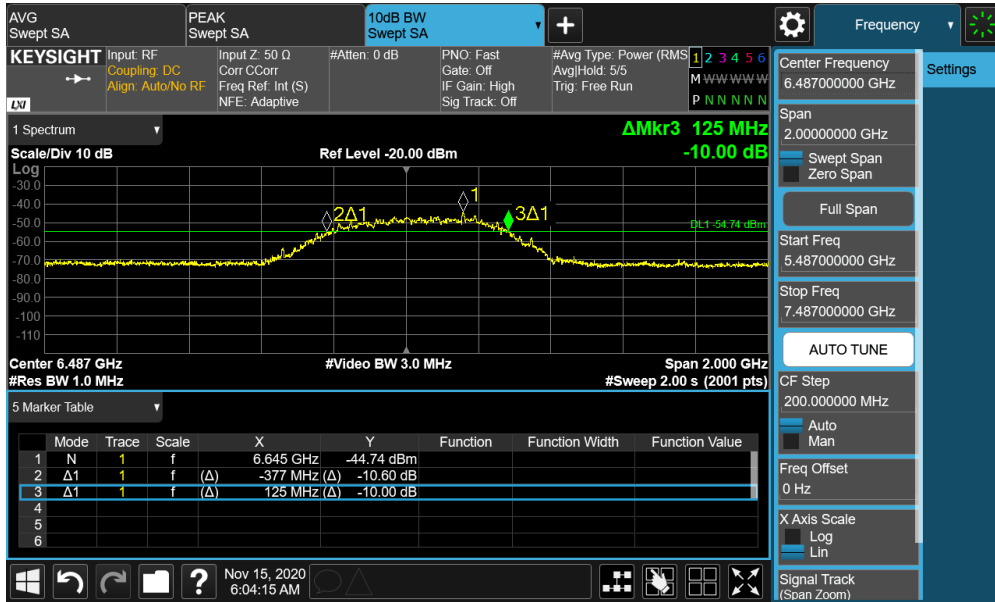 AVG
Swept SA
PEAK
Swept SA
10dB BW
Swept SA
Frequency
KEYSIGHT
LXI
Input: RF
Coupling: DC
Align: Auto/No RF
Input Z: 50 Ω
Corr CCorr
Freq Ref: Int (S)
NFE: Adaptive
#Atten: 0 dB
PNO: Fast
Gate: Off
IF Gain: High
Sig Track: Off
#Avg Type: Power (RMS
Avg|Hold: 5/5
Trig: Free Run
1 2 3 4 5 6
M W W W W W
P N N N N N
1 Spectrum
ΔMkr3 125 MHz
-10.00 dB
Scale/Div 10 dB
Ref Level -20.00 dBm
Log
-30.0
-40.0
-50.0
-60.0
-70.0
-80.0
-90.0
-100
-110
2Δ1
1
3Δ1
DL1 -54.74 dBm
Center 6.487 GHz
#Video BW 3.0 MHz
Span 2.000 GHz
#Res BW 1.0 MHz
#Sweep 2.00 s (2001 pts)
5 Marker Table
Mode Trace Scale X Y Function Function Width Function Value
1 N 1 f 6.645 GHz -44.74 dBm
2 Δ1 1 f (Δ) -377 MHz (Δ) -10.60 dB
3 Δ1 1 f (Δ) 125 MHz (Δ) -10.00 dB
4
5
6
Nov 15, 2020
6:04:15 AM
?
Center Frequency
6.487000000 GHz
Span
2.00000000 GHz
Swept Span
Zero Span
Full Span
Start Freq
5.487000000 GHz
Stop Freq
7.487000000 GHz
AUTO TUNE
CF Step
200.000000 MHz
Auto
Man
Freq Offset
0 Hz
X Axis Scale
Log
Lin
Signal Track
(Span Zoom)
Settings